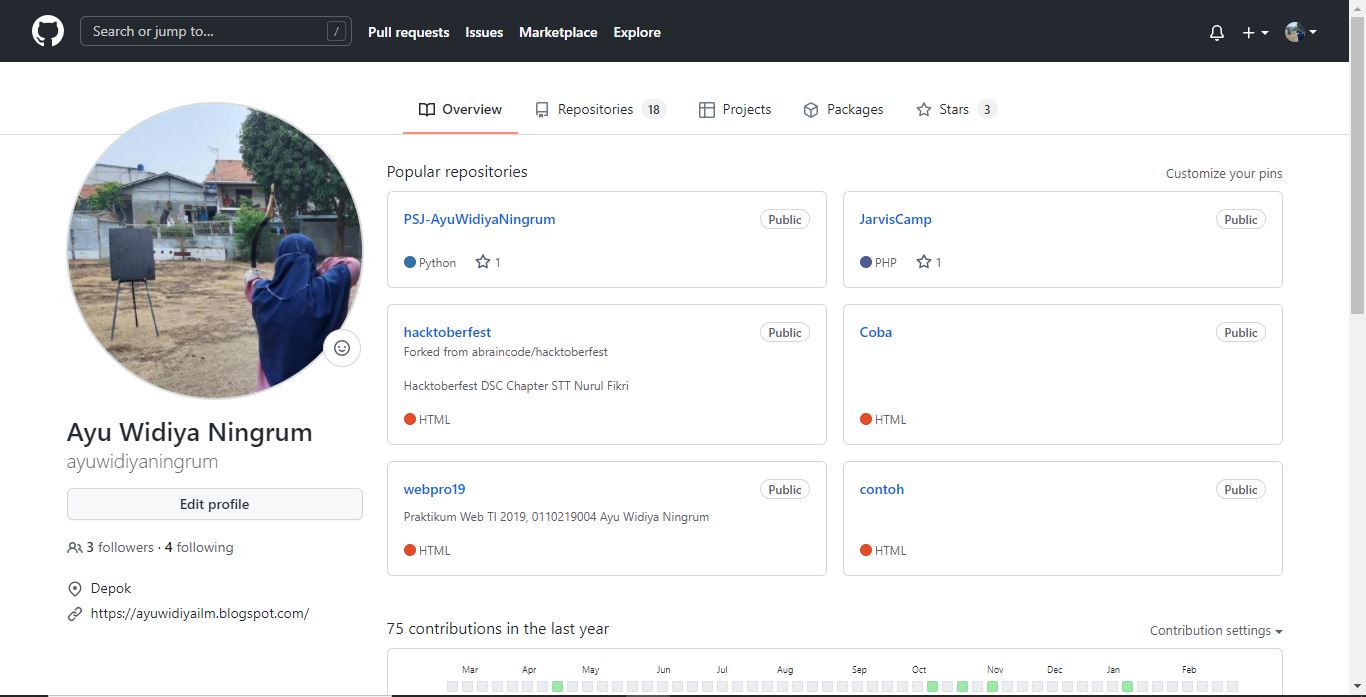 Search or jump to... /
Pull requests
Issues
Marketplace
Explore
Overview
Repositories 18
Projects
Packages
Stars 3
Ayu Widiya Ningrum
ayuwidiyaningrum
Edit profile
3 followers · 4 following
Depok
https://ayuwidiyailm.blogspot.com/
Popular repositories
Customize your pins
PSJ-AyuWidiyaNingrum Public
Python 1
JarvisCamp Public
PHP 1
hacktoberfest Public
Forked from abraincode/hacktoberfest
Hacktoberfest DSC Chapter STT Nurul Fikri
HTML
Coba Public
HTML
webpro19 Public
Praktikum Web TI 2019, 0110219004 Ayu Widiya Ningrum
HTML
contoh Public
HTML
75 contributions in the last year
Contribution settings
Mar Apr May Jun Jul Aug Sep Oct Nov Dec Jan Feb